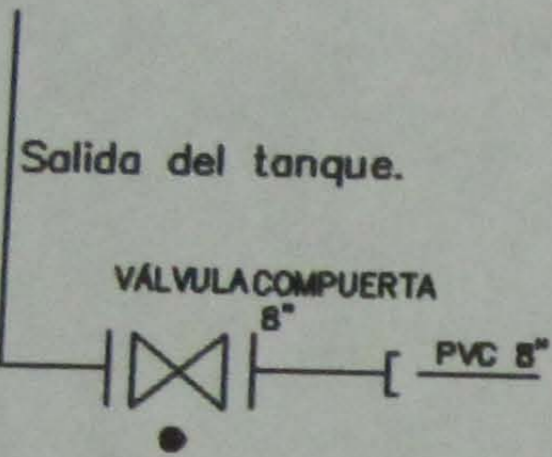 Salida del tanque.
VÁLVULA COMPUERTA
8"
PVC 8"